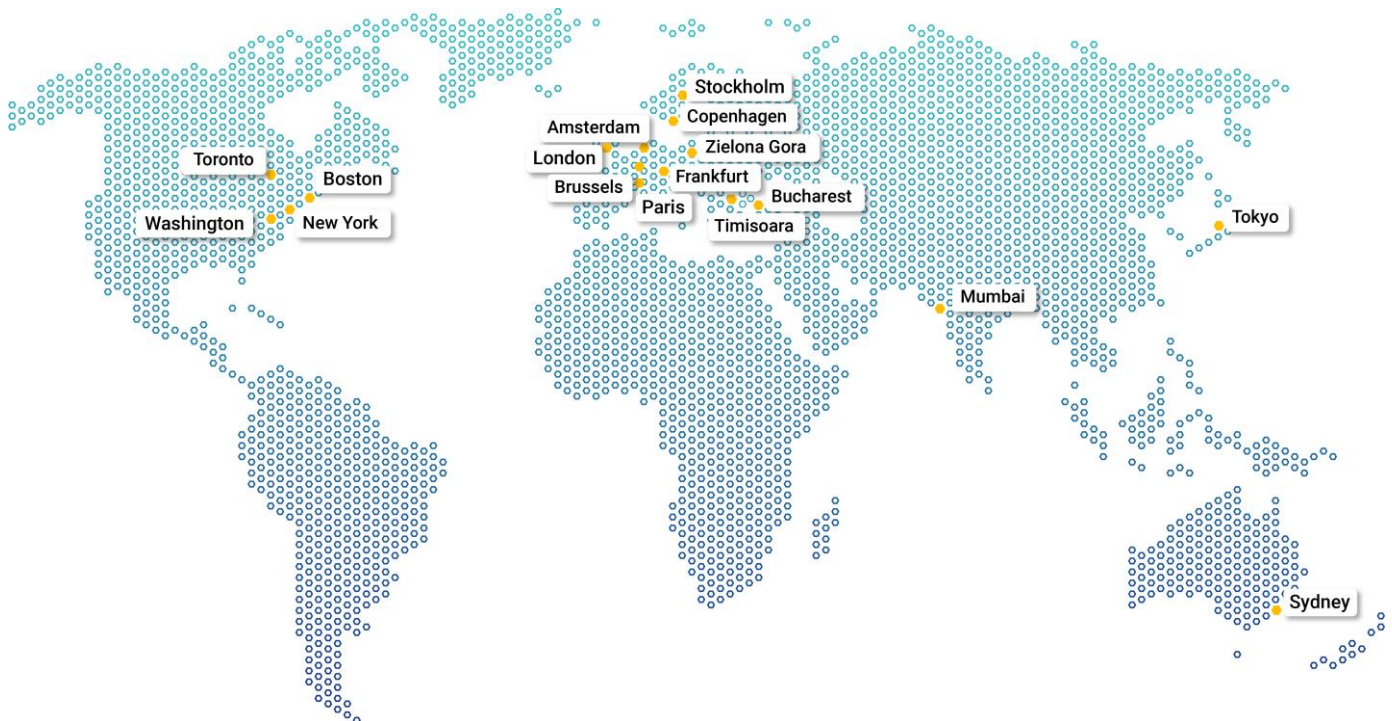 Stockholm
Copenhagen
Amsterdam
Zielona Gora
London
Toronto
Frankfurt
Boston
Brussels
Bucharest
Paris
Washington
New York
Timisoara
Tokyo
Mumbai
Sydney